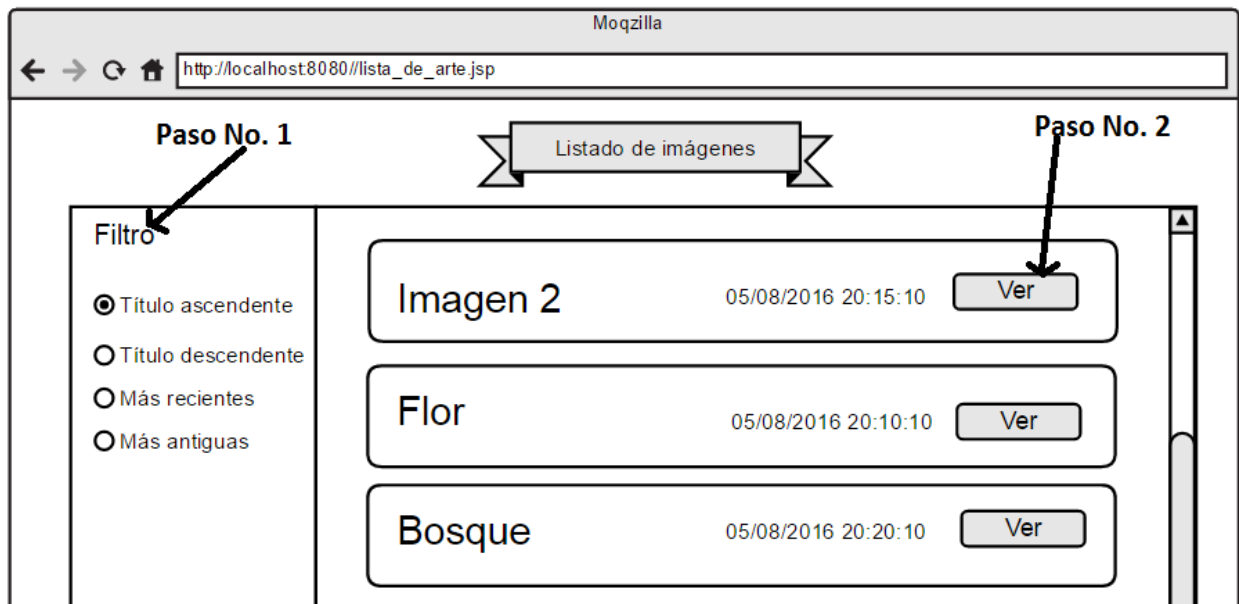 Moqzilla
http://localhost:8080//lista_de_arte.jsp
Paso No. 1
Paso No. 2
Listado de imágenes
Filtro
Título ascendente
Título descendente
Más recientes
Más antiguas
Imagen 2 05/08/2016 20:15:10 Ver
Flor 05/08/2016 20:10:10 Ver
Bosque 05/08/2016 20:20:10 Ver